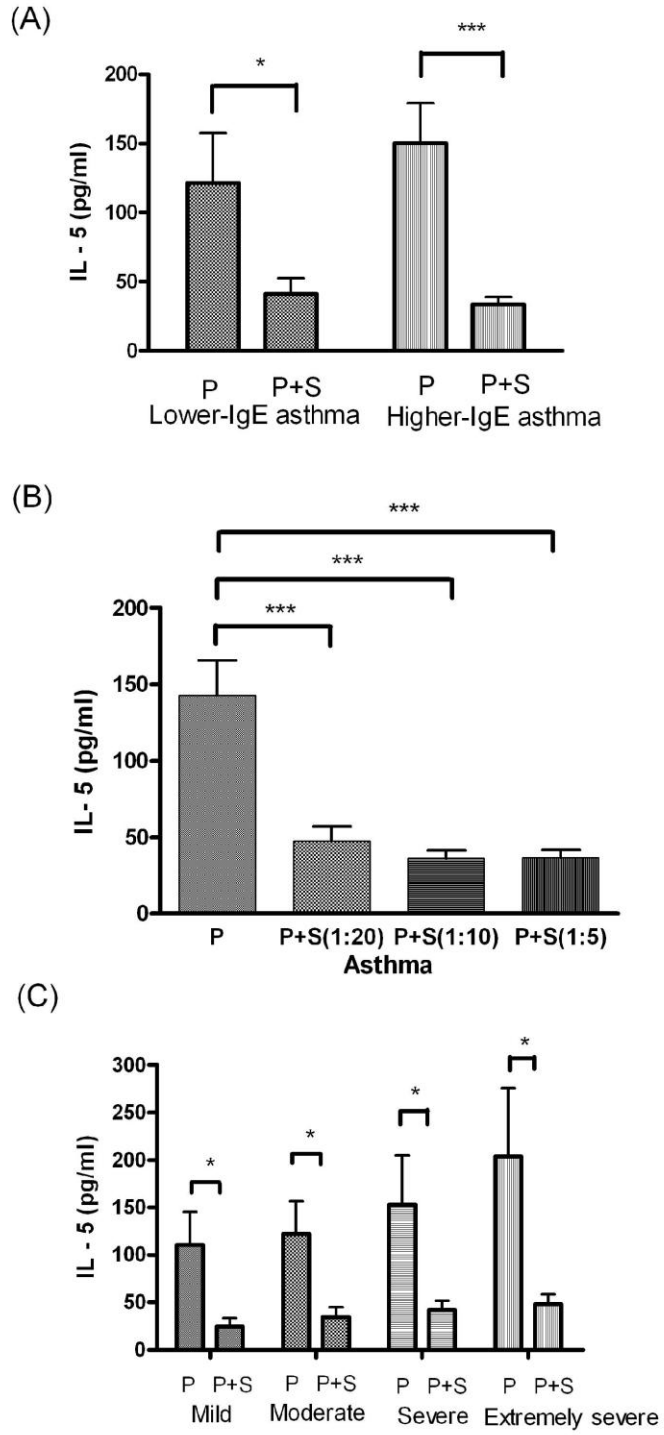 (A)
* ***
200
150
100
50
0
IL - 5 (pg/ml)
P P+S P P+S
Lower-IgE asthma Higher-IgE asthma
(B)
***
***
***
200
150
100
50
0
IL- 5 (pg/ml)
P P+S(1:20) P+S(1:10) P+S(1:5)
Asthma
(C)
* * * *
300
250
200
150
100
50
0
IL - 5 (pg/ml)
P P+S P P+S P P+S P P+S
Mild Moderate Severe Extremely severe